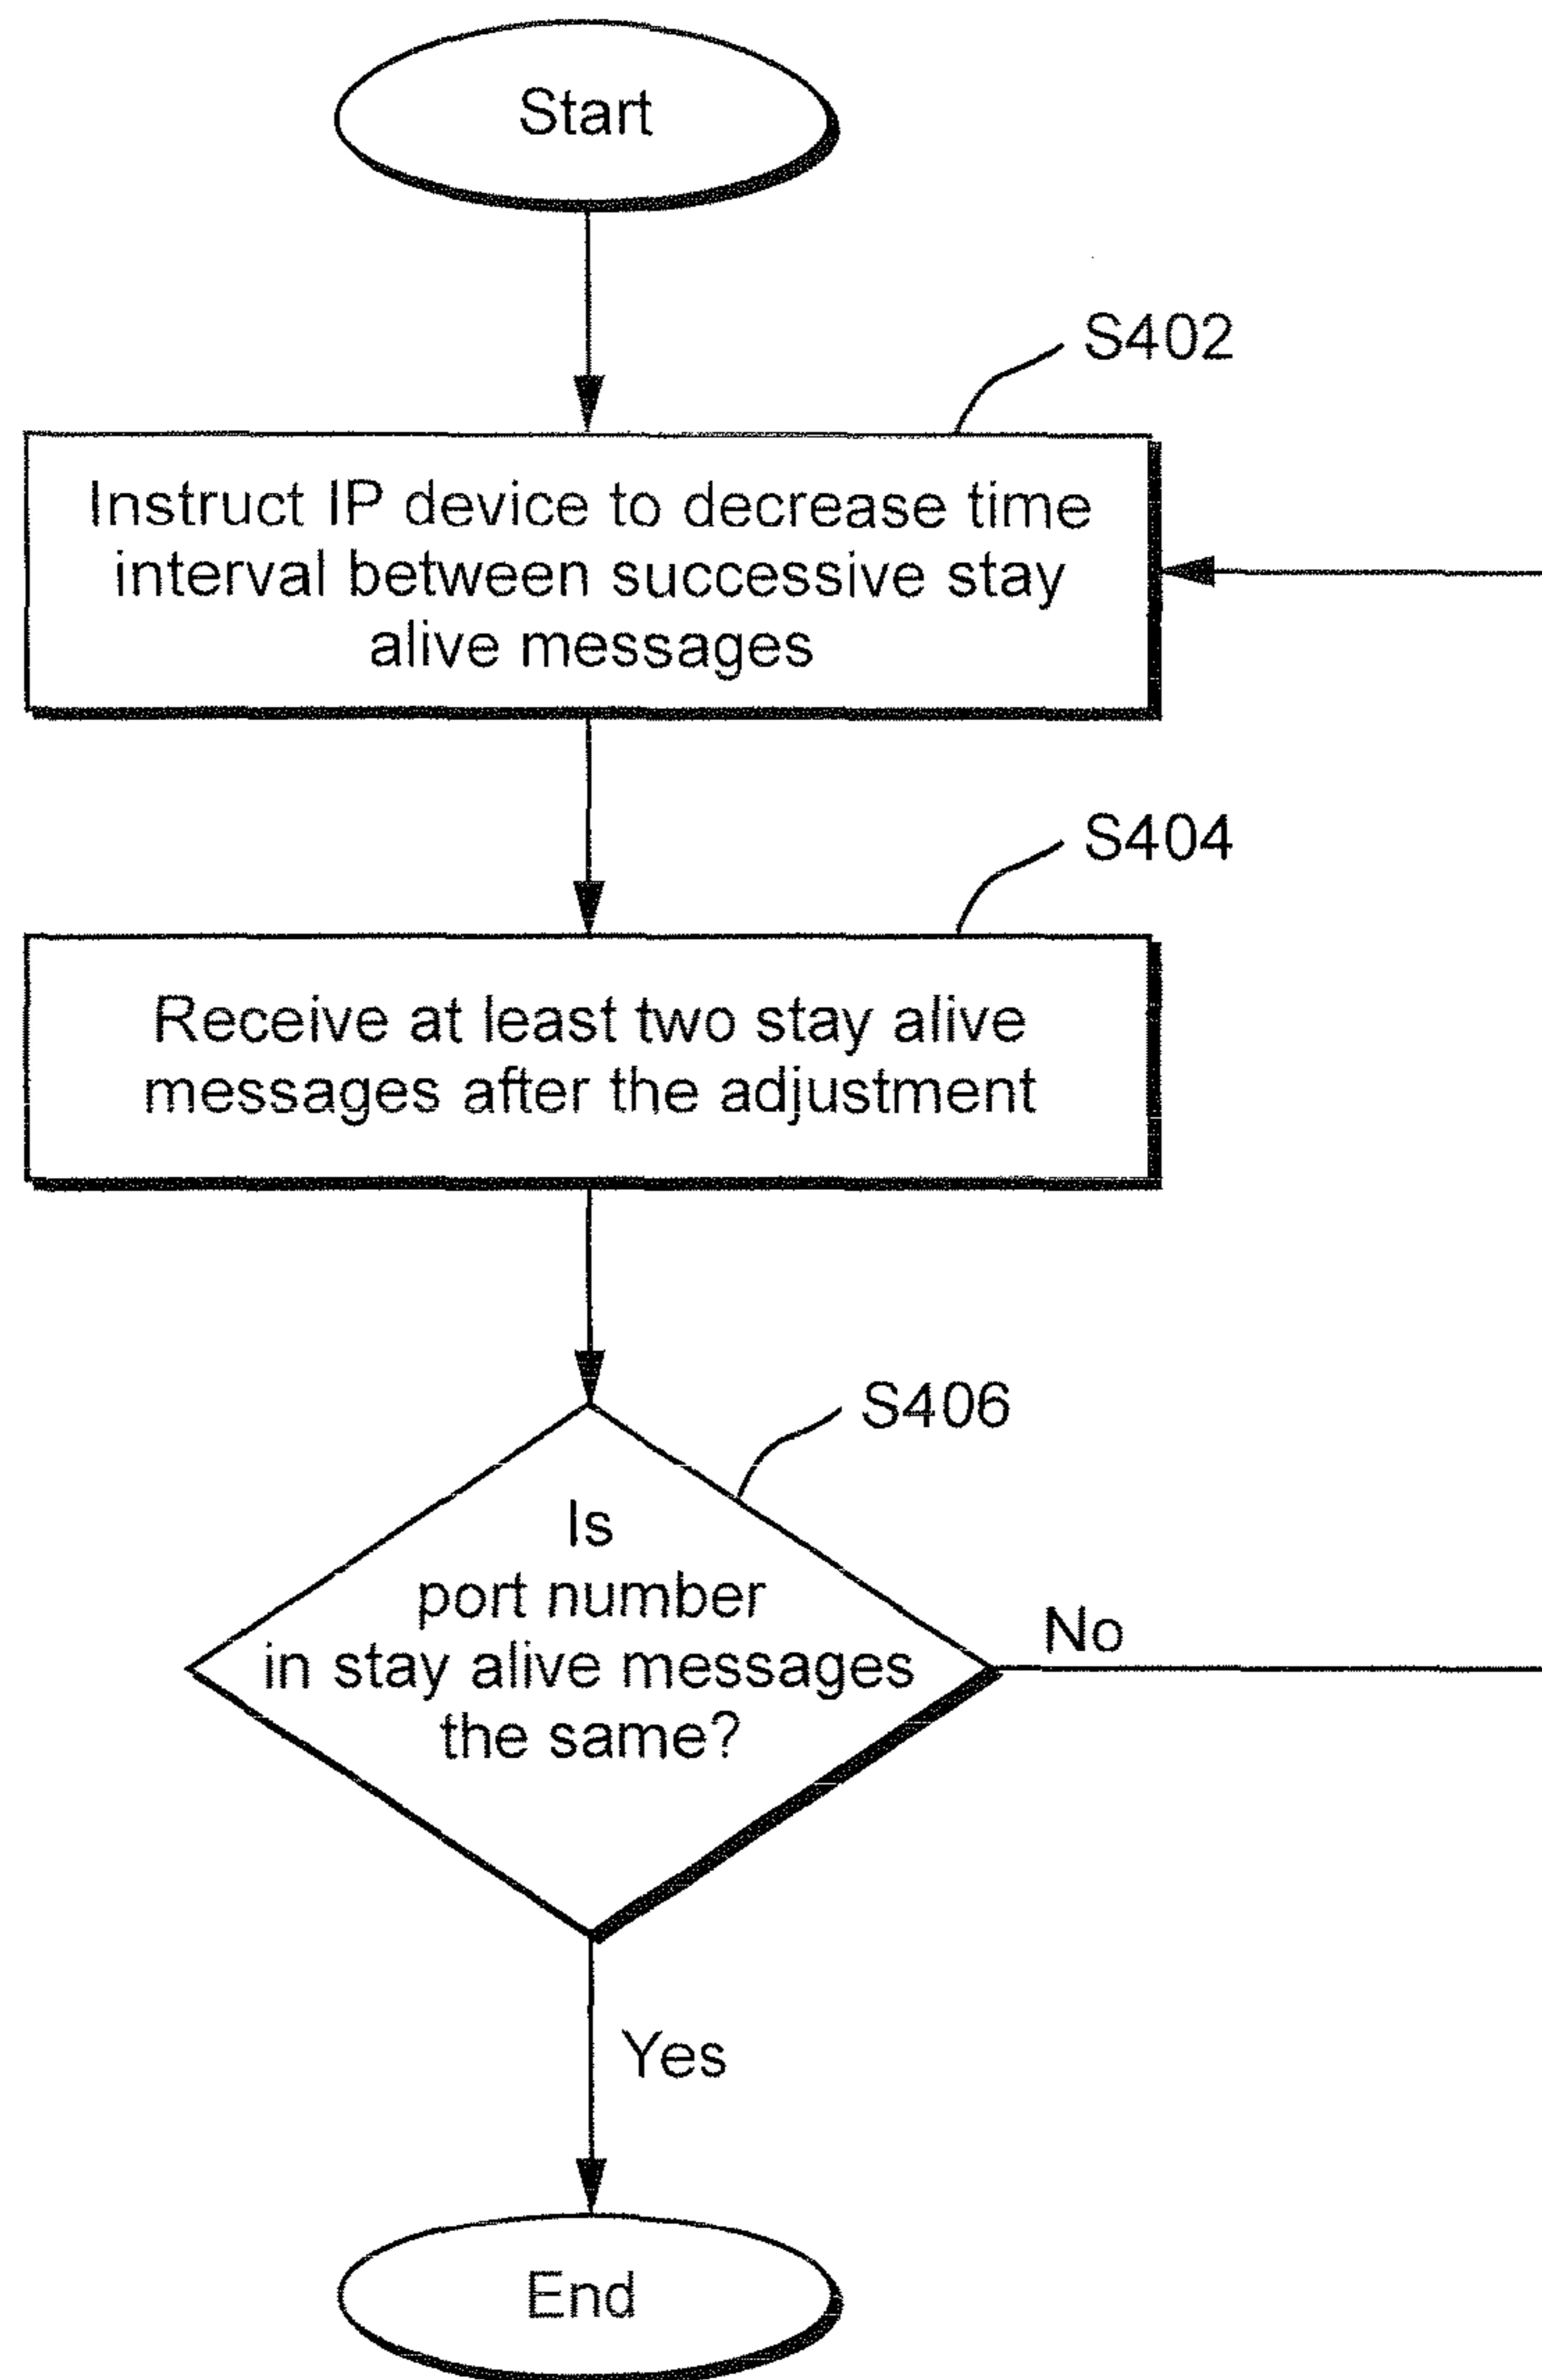 Start
S402
Instruct IP device to decrease time
interval between successive stay
alive messages
S404
Receive at least two stay alive
messages after the adjustment
S406
Is
port number
in stay alive messages
the same?
No
Yes
End